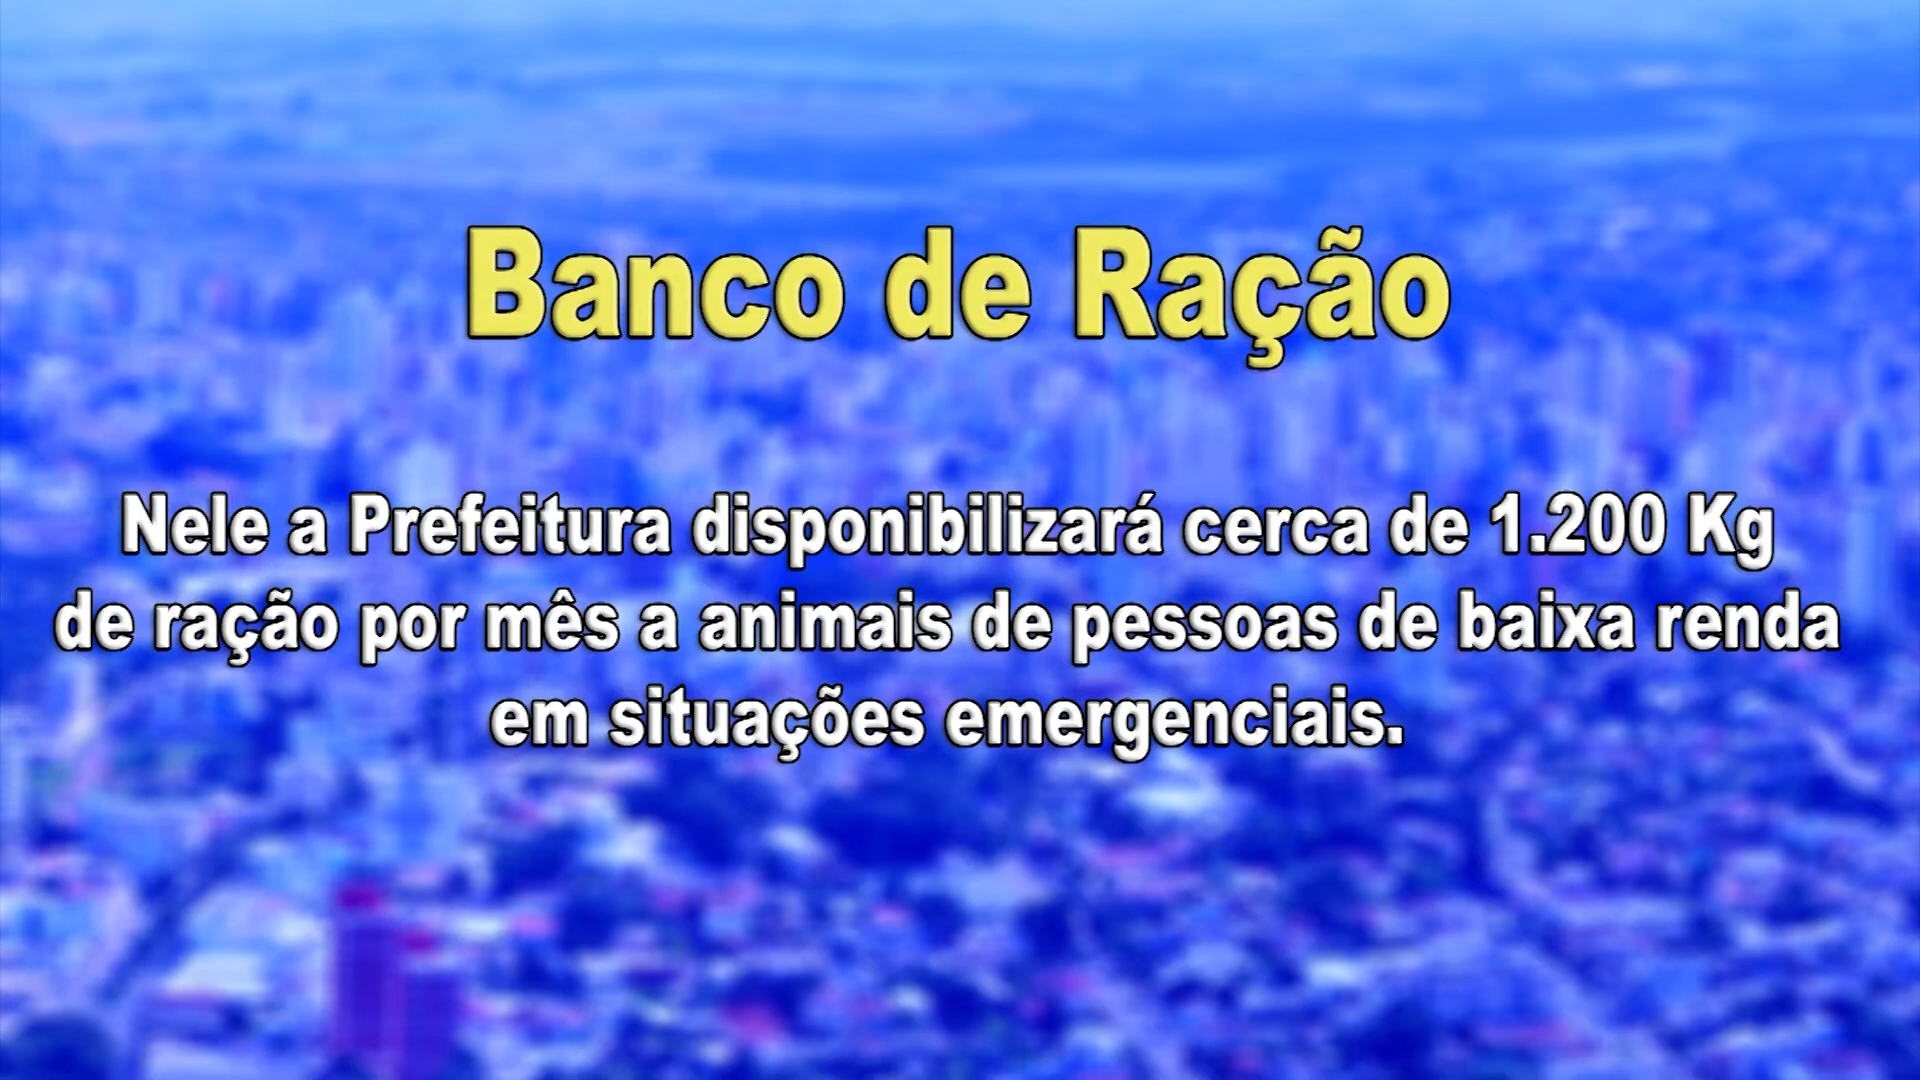 Banco de Ração
Nele a Prefeitura disponibilizará cerca de 1.200 Kg
de ração por mês a animais de pessoas de baixa renda
em situações emergenciais.